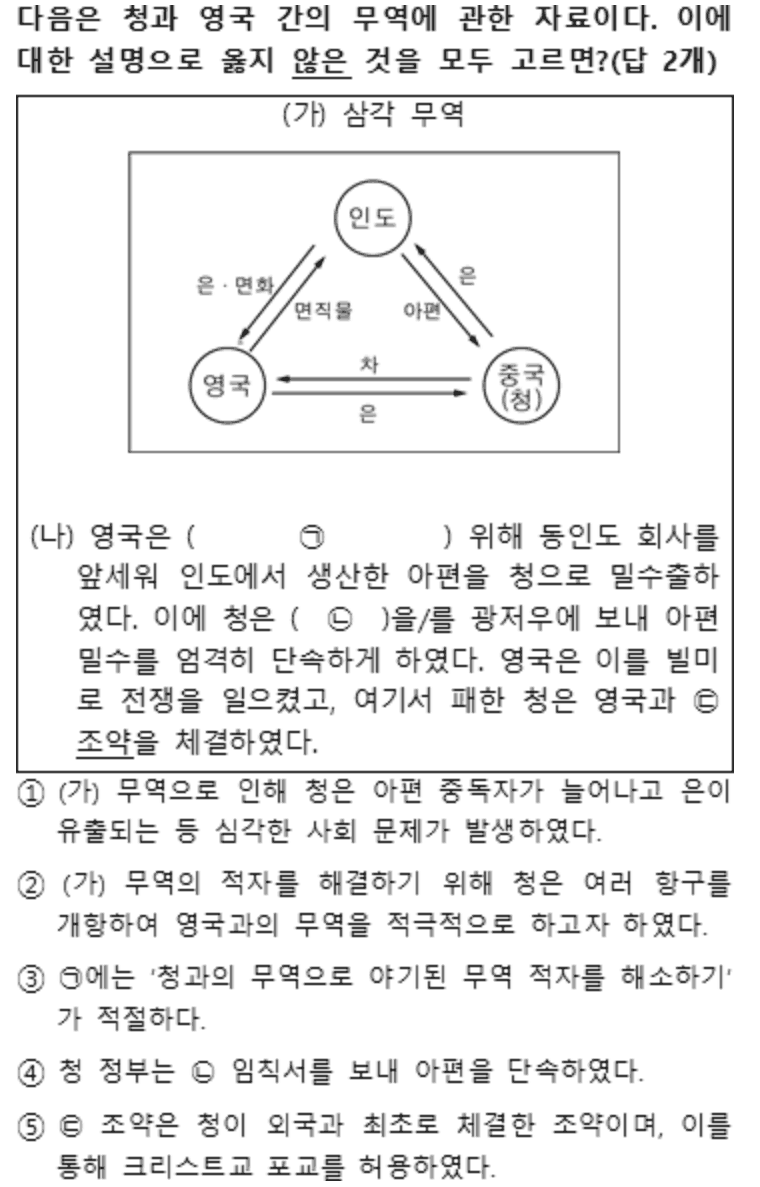 다음은 청과 영국 간의 무역에 관한 자료이다. 이에
대한 설명으로 옳지 않은 것을 모두 고르면?(답 2개)
(가) 삼각 무역
인도
은 · 면화
면직물
아편
은
영국
차
은
중국
(청)
(나) 영국은 ( ㉠ ) 위해 동인도 회사를
앞세워 인도에서 생산한 아편을 청으로 밀수출하
였다. 이에 청은 ( ㉡ )을/를 광저우에 보내 아편
밀수를 엄격히 단속하게 하였다. 영국은 이를 빌미
로 전쟁을 일으켰고, 여기서 패한 청은 영국과 ㉢
조약을 체결하였다.
① (가) 무역으로 인해 청은 아편 중독자가 늘어나고 은이
유출되는 등 심각한 사회 문제가 발생하였다.
② (가) 무역의 적자를 해결하기 위해 청은 여러 항구를
개항하여 영국과의 무역을 적극적으로 하고자 하였다.
③ ㉠에는 '청과의 무역으로 야기된 무역 적자를 해소하기'
가 적절하다.
④ 청 정부는 ㉡ 임칙서를 보내 아편을 단속하였다.
⑤ ㉢ 조약은 청이 외국과 최초로 체결한 조약이며, 이를
통해 크리스트교 포교를 허용하였다.